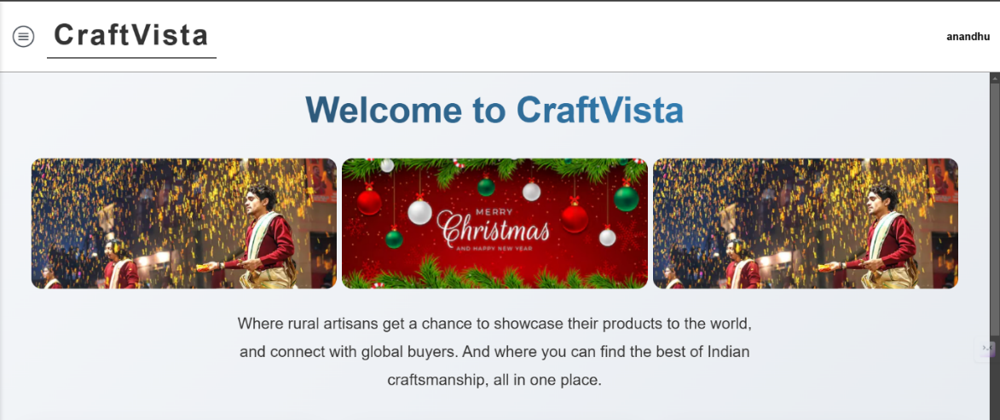 CraftVista
anandhu
Welcome to CraftVista
MERRY
Christmas
AND HAPPY NEW YEAR
Where rural artisans get a chance to showcase their products to the world,
and connect with global buyers. And where you can find the best of Indian
craftsmanship, all in one place.